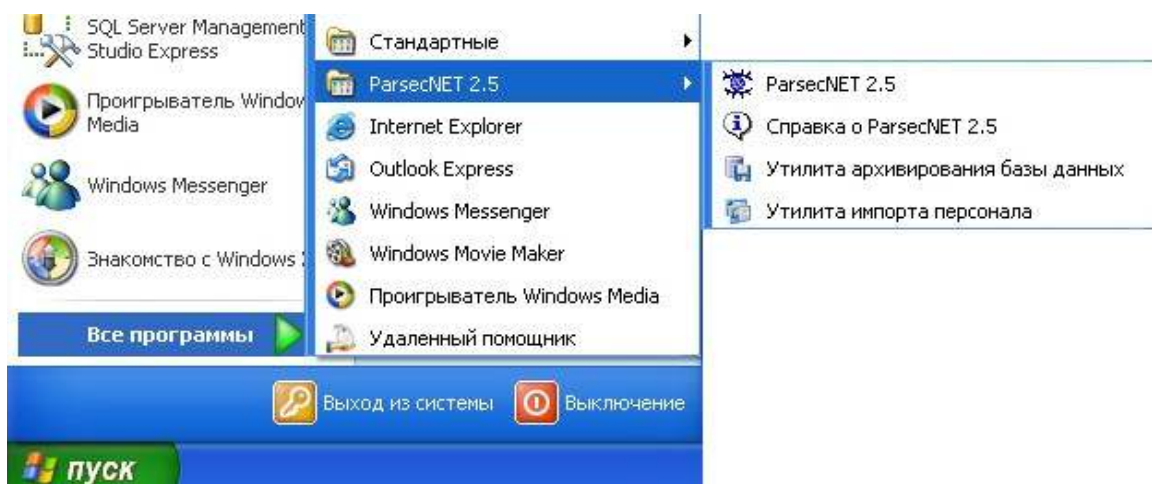 SQL Server Management
Studio Express
Проигрыватель Window
Media
Windows Messenger
Знакомство с Windows
Все программы
Стандартные
ParsecNET 2.5
Internet Explorer
Outlook Express
Windows Messenger
Windows Movie Maker
Проигрыватель Windows Media
Удаленный помощник
ParsecNET 2.5
Справка о ParsecNET 2.5
Утилита архивирования базы данных
Утилита импорта персонала
Выход из системы
Выключение
пуск